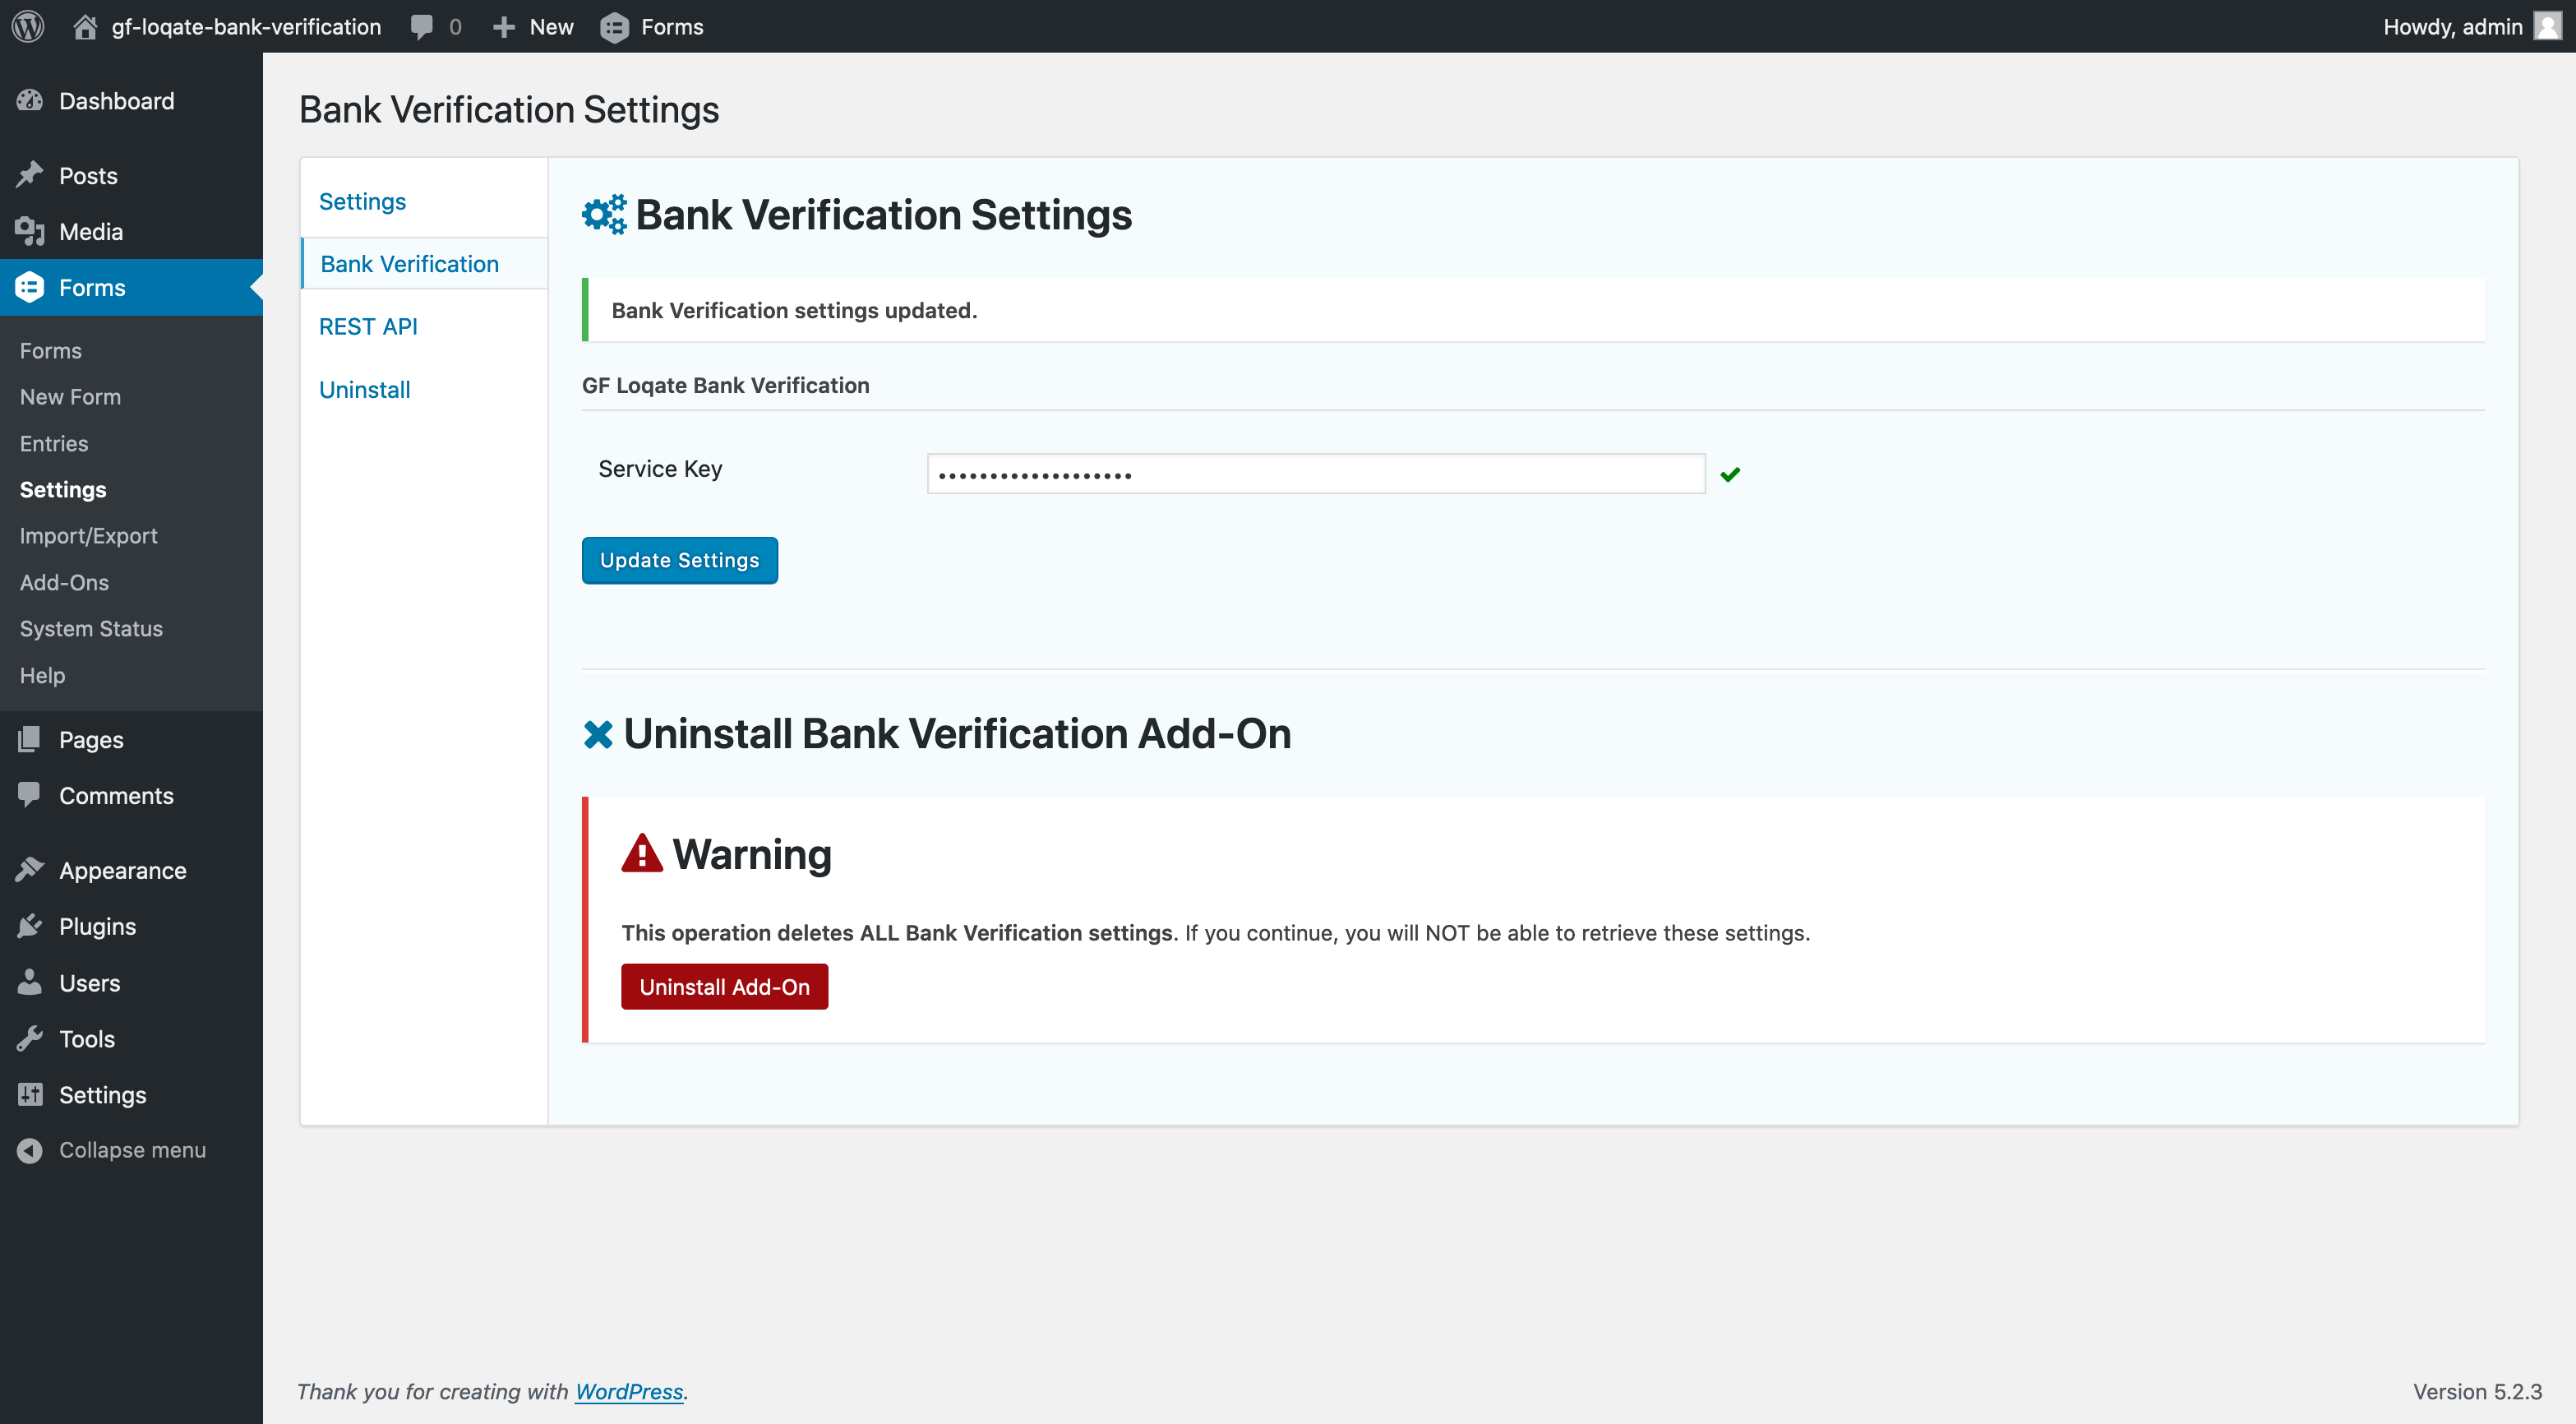 gf-loqate-bank-verification 0 New Forms Howdy, admin
Dashboard
Posts
Media
Forms
Forms
New Form
Entries
Settings
Import/Export
Add-Ons
System Status
Help
Pages
Comments
Appearance
Plugins
Users
Tools
Settings
Collapse menu
Bank Verification Settings
Settings
Bank Verification
REST API
Uninstall
Bank Verification Settings
Bank Verification settings updated.
GF Loqate Bank Verification
Service Key
Update Settings
Uninstall Bank Verification Add-On
Warning
This operation deletes ALL Bank Verification settings. If you continue, you will NOT be able to retrieve these settings.
Uninstall Add-On
Thank you for creating with WordPress.
Version 5.2.3